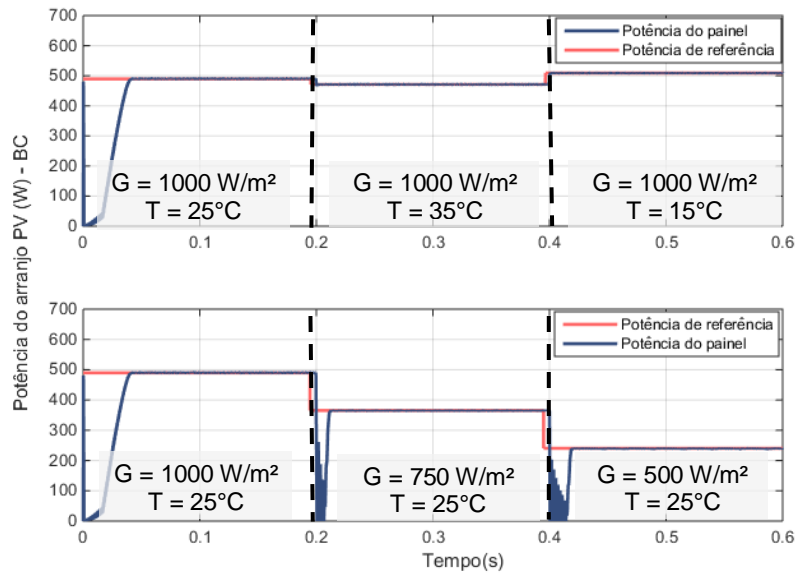 Potência do arranjo PV (W) - BC
700
600
500
400
300
200
100
0
Potência do painel
Potência de referência
G = 1000 W/m²
T = 25°C
G = 1000 W/m²
T = 35°C
G = 1000 W/m²
T = 15°C
0 0.1 0.2 0.3 0.4 0.5 0.6
700
600
500
400
300
200
100
0
Potência de referência
Potência do painel
G = 1000 W/m²
T = 25°C
G = 750 W/m²
T = 25°C
G = 500 W/m²
T = 25°C
0 0.1 0.2 0.3 0.4 0.5 0.6
Tempo(s)